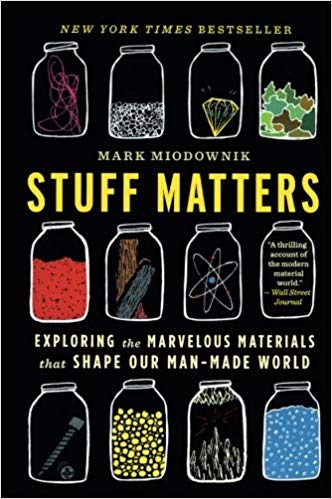 NEW YORK TIMES BESTSELLER
MARK MIODOWNIK
STUFF MATTERS
"A thrilling
account of
the modern
material
world."
—Wall Street
Journal
EXPLORING the MARVELOUS MATERIALS
that SHAPE OUR MAN-MADE WORLD